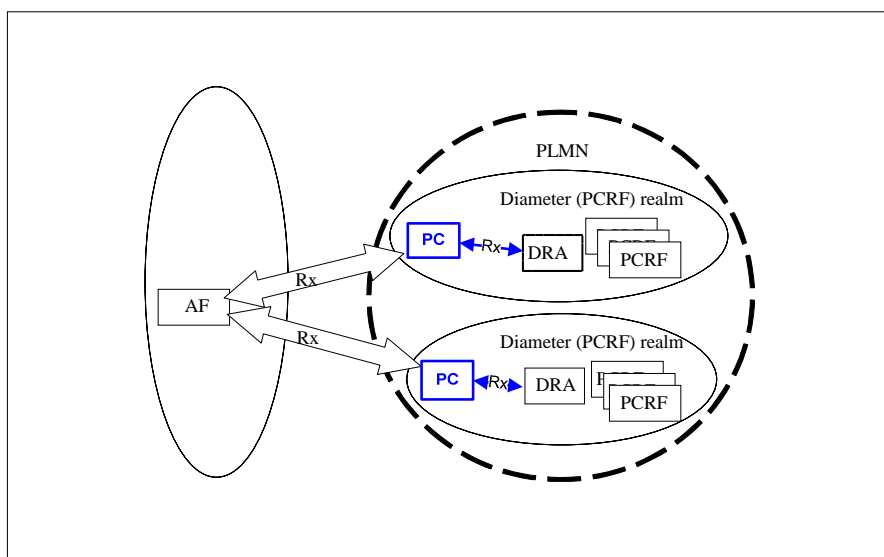 PLMN
Diameter (PCRF) realm
PC
Rx
DRA
PCRF
Rx
AF
Rx
Diameter (PCRF) realm
PC
Rx
DRA
PCRF